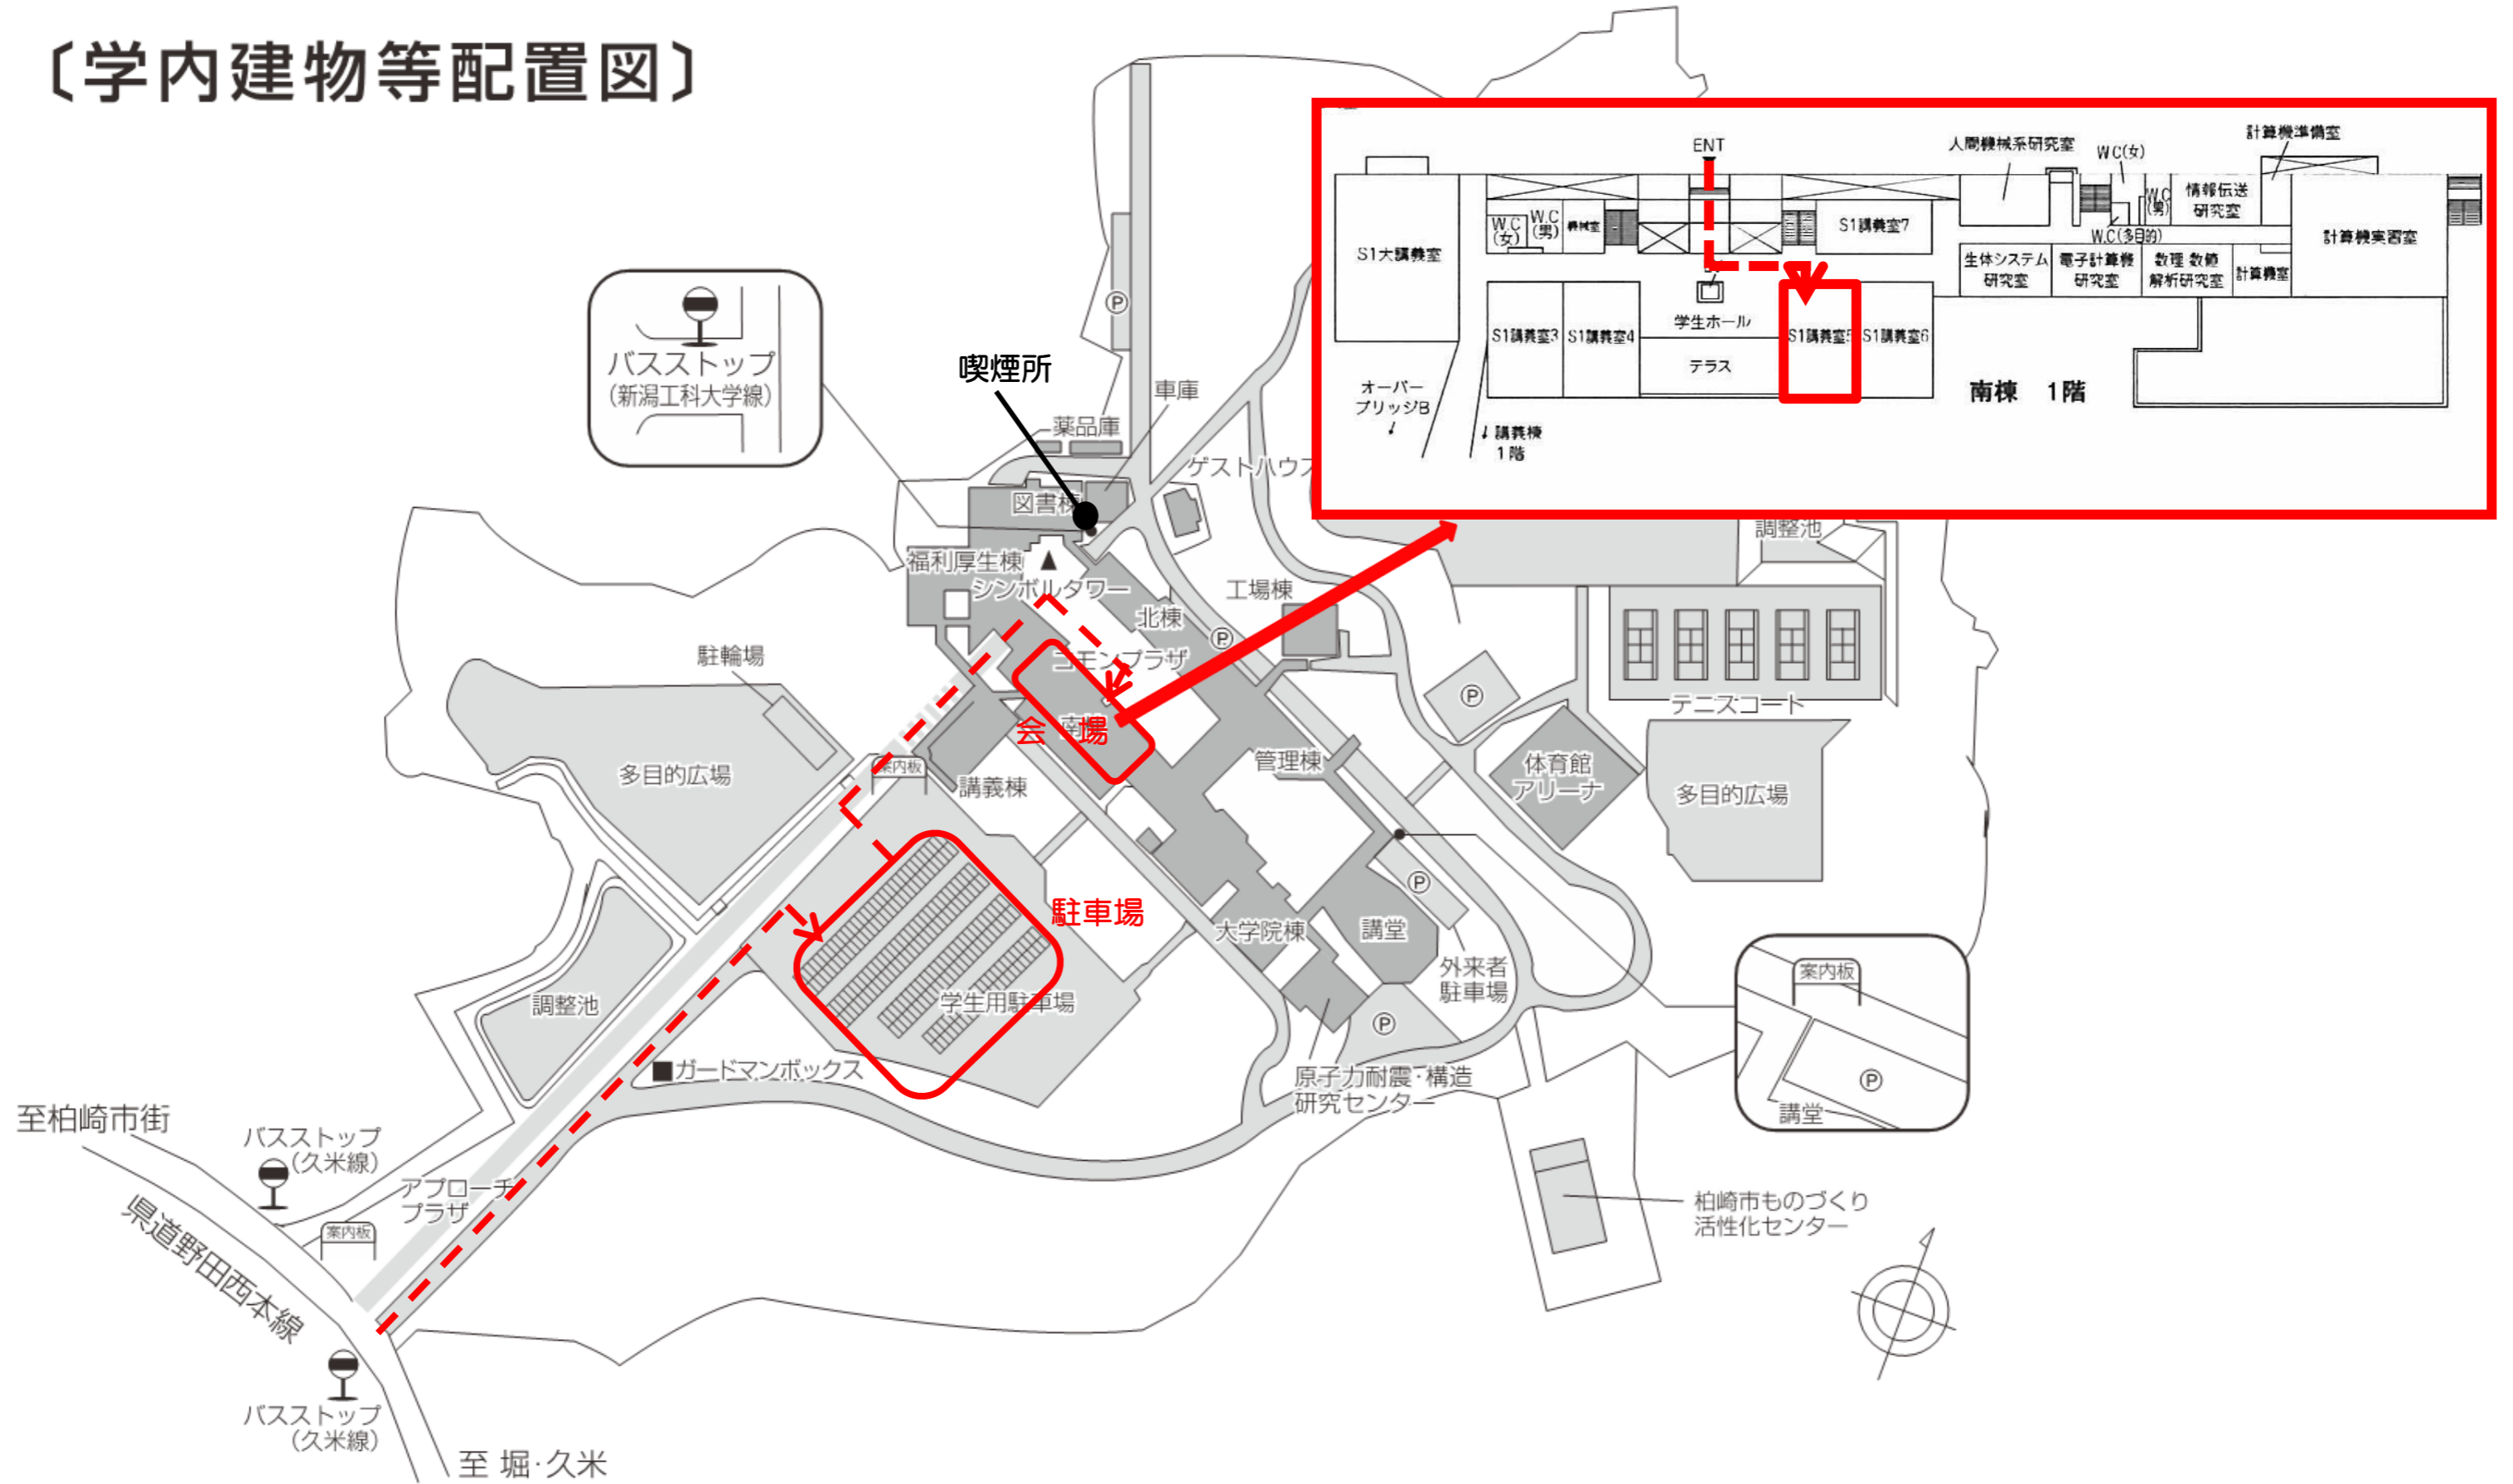 〔学内建物等配置図〕
ENT
人間機械系研究室
W C(女)
計算機準備室
S1大講義室
W.C
(女)
W.C
(男)
機械室
S1講義室7
W.C
(男)
情報伝送
研究室
W.C(多目的)
計算機実習室
生体システム
研究室
電子計算機
研究室
数理 数値
解析研究室
計算機室
学生ホール
S1講義室3
S1講義室4
S1講義室5
S1講義室6
テラス
南棟 1階
オーバー
ブリッジB
↓
↓ 講義棟
1階
バスストップ
(新潟工科大学線)
喫煙所
車庫
薬品庫
ゲストハウス
図書棟
Ⓟ
福利厚生棟
シンボルタワー
北棟
工場棟
調整池
Ⓟ
コモンプラザ
駐輪場
テニスコート
Ⓟ
会 場
南棟
案内板
講義棟
管理棟
体育館
アリーナ
多目的広場
多目的広場
駐車場
大学院棟
講堂
Ⓟ
外来者
駐車場
学生用駐車場
調整池
Ⓟ
案内板
Ⓟ
講堂
■ガードマンボックス
原子力耐震・構造
研究センター
至柏崎市街
バスストップ
(久米線)
アプローチ
プラザ
案内板
県道野田西本線
柏崎市ものづくり
活性化センター
バスストップ
(久米線)
至 堀・久米